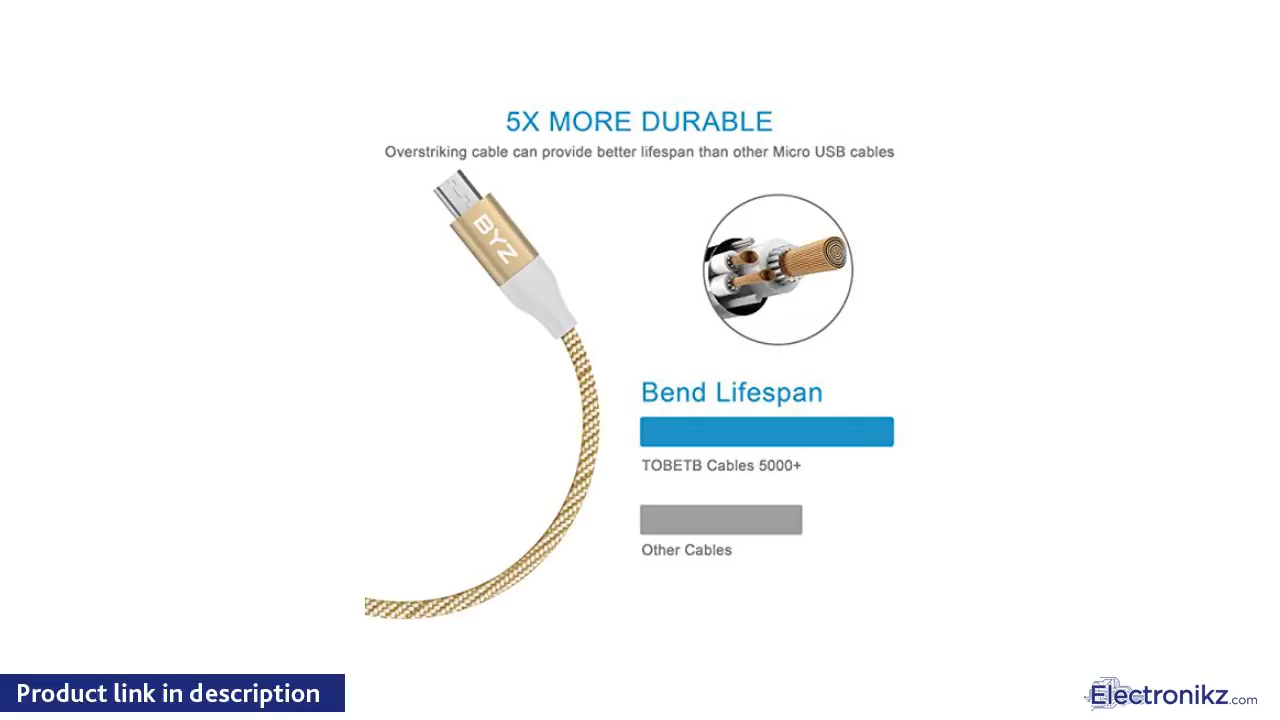 5X MORE DURABLE
Overstriking cable can provide better lifespan than other Micro USB cables
BYZ
Bend Lifespan
TOBETB Cables 5000+
Other Cables
Product link in description
Electronikz.com